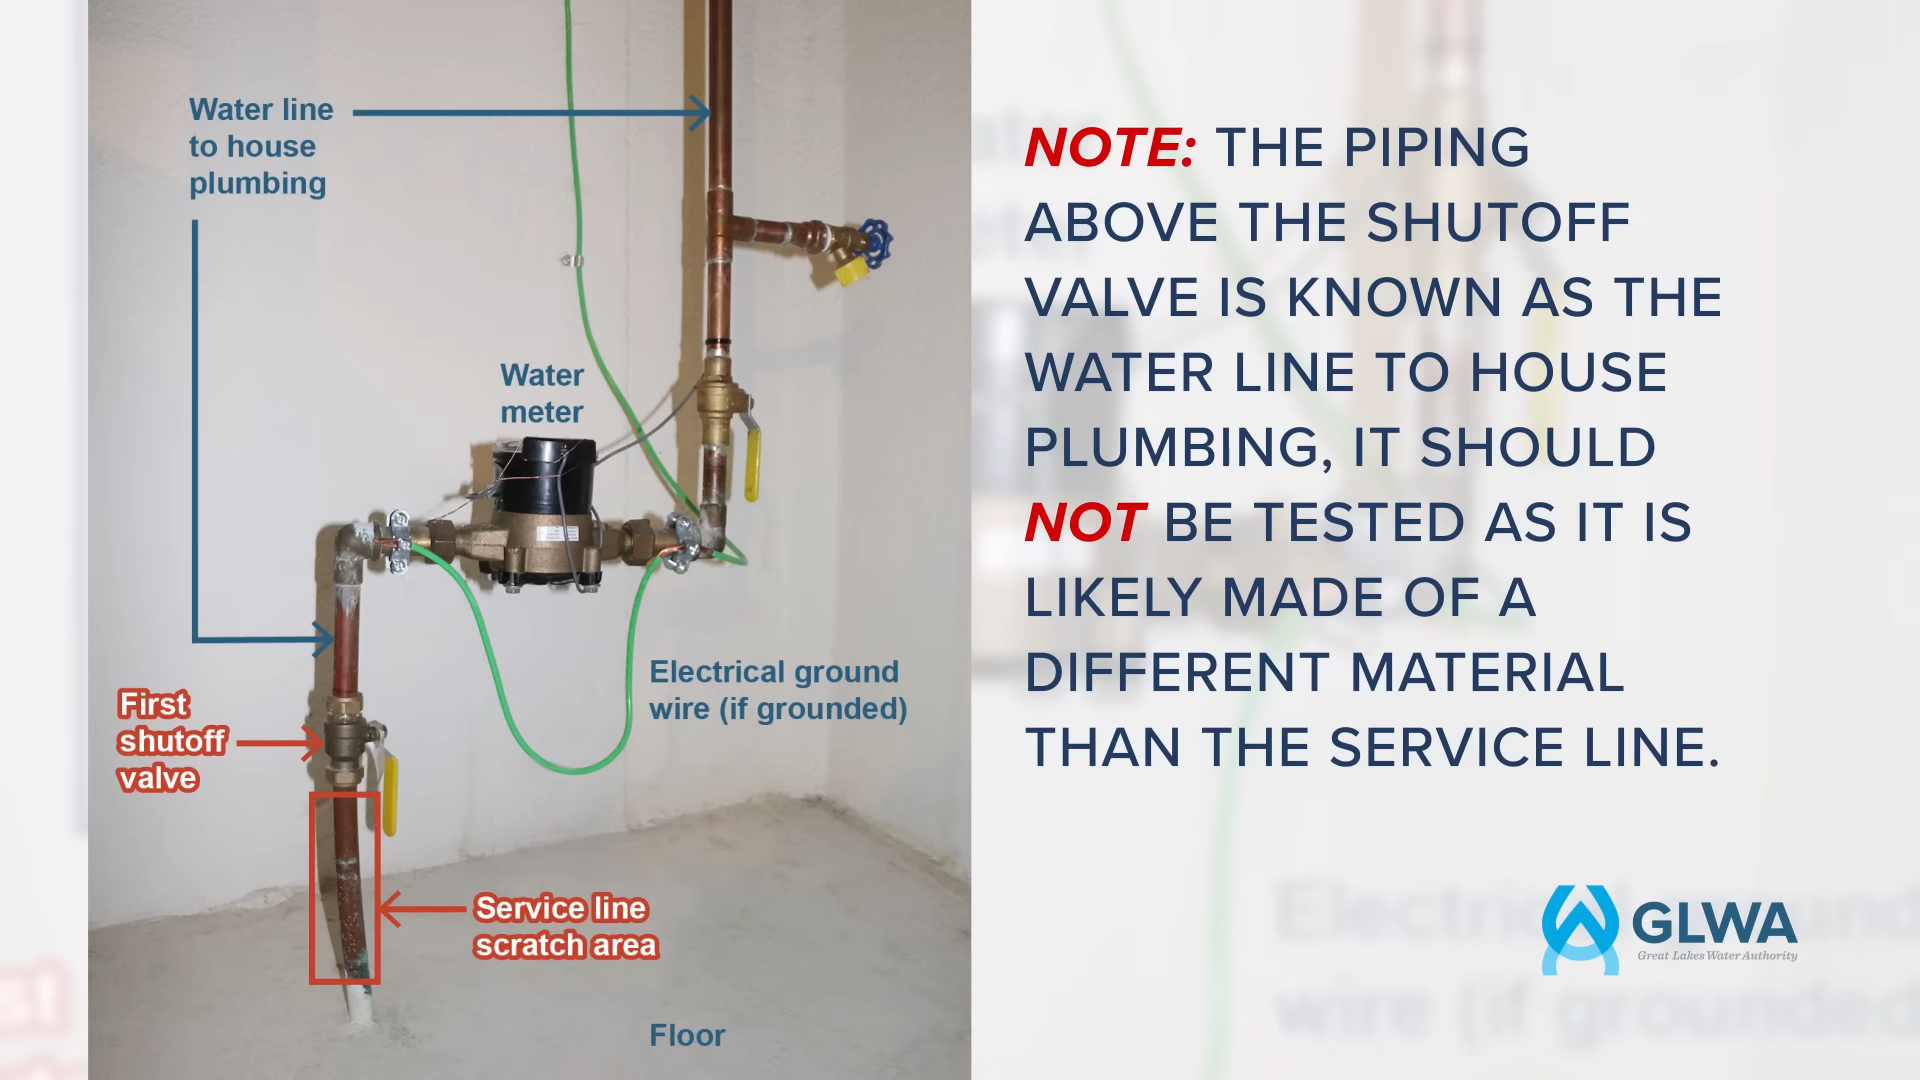 Water line
to house
plumbing
Water
meter
Electrical ground
wire (if grounded)
First
shutoff
valve
Service line
scratch area
Floor
NOTE: THE PIPING
ABOVE THE SHUTOFF
VALVE IS KNOWN AS THE
WATER LINE TO HOUSE
PLUMBING, IT SHOULD
NOT BE TESTED AS IT IS
LIKELY MADE OF A
DIFFERENT MATERIAL
THAN THE SERVICE LINE.
GLWA
Great Lakes Water Authority